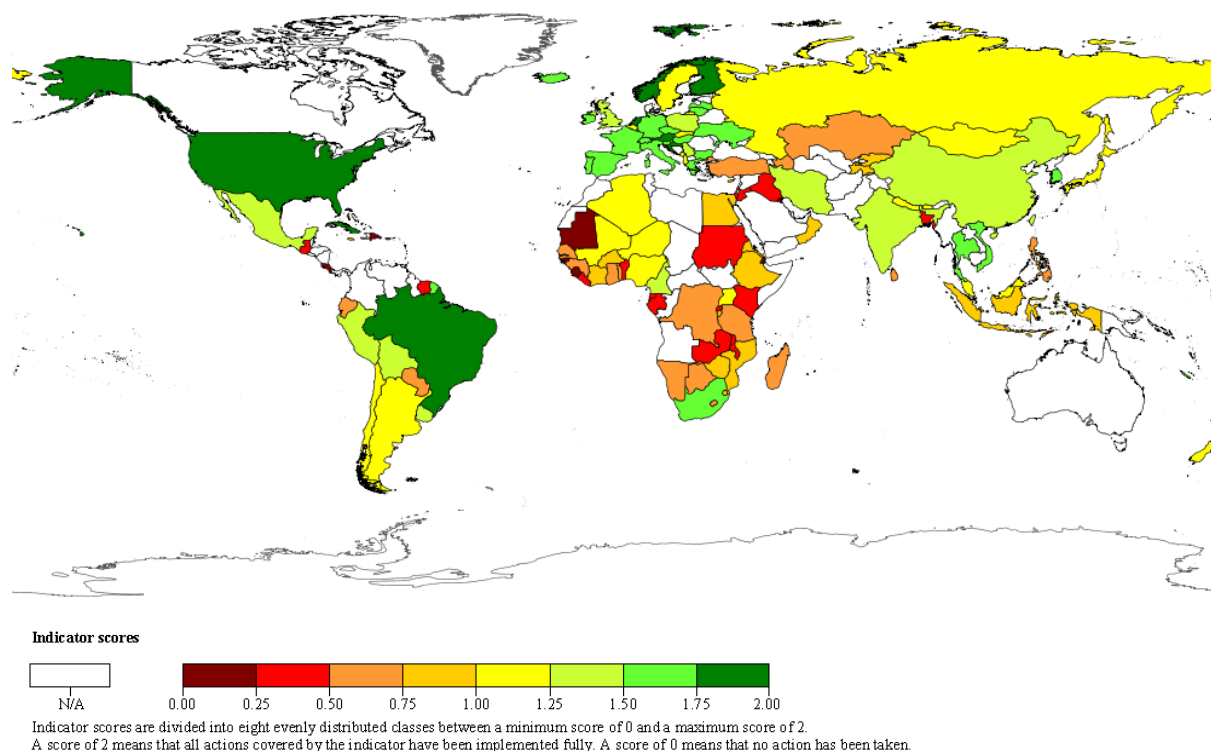 Indicator scores
N/A
0.00 0.25 0.50 0.75 1.00 1.25 1.50 1.75 2.00
Indicator scores are divided into eight evenly distributed classes between a minimum score of 0 and a maximum score of 2.
A score of 2 means that all actions covered by the indicator have been implemented fully. A score of 0 means that no action has been taken.